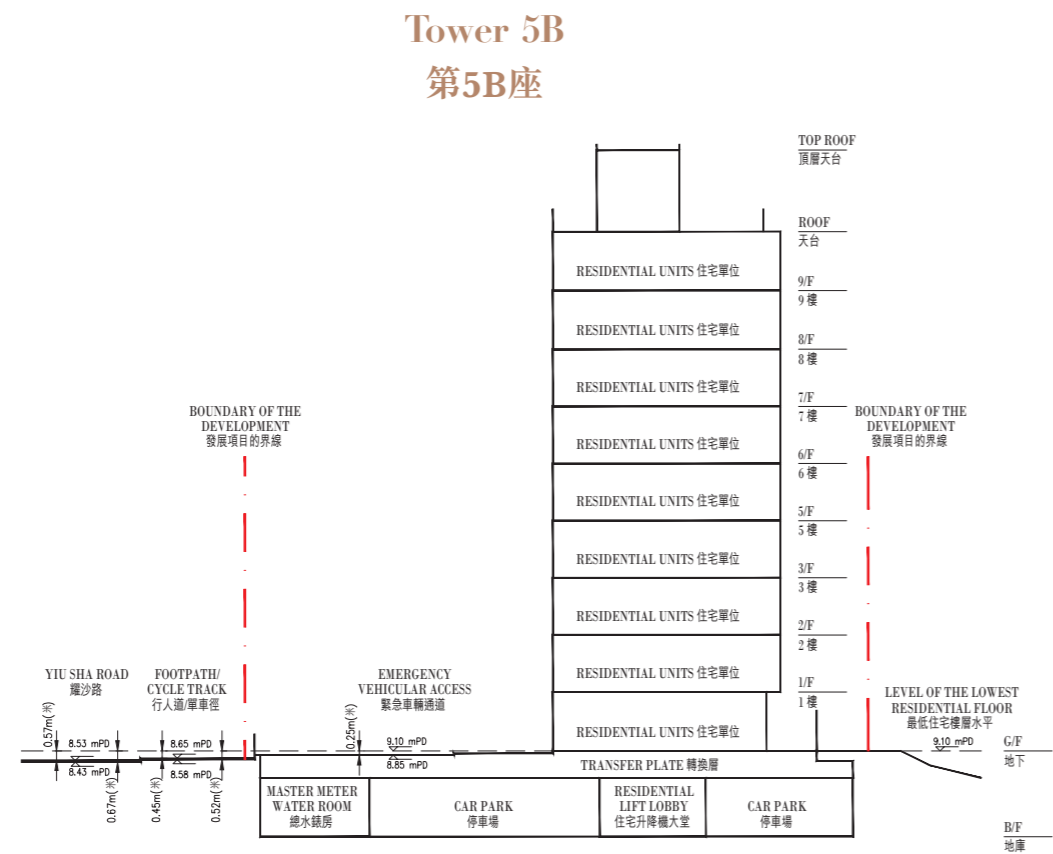 Tower 5B
第5B座
TOP ROOF
頂層天台
ROOF
天台
RESIDENTIAL UNITS 住宅單位
9/F
9 樓
RESIDENTIAL UNITS 住宅單位
8/F
8 樓
RESIDENTIAL UNITS 住宅單位
7/F
7 樓
BOUNDARY OF THE
DEVELOPMENT
發展項目的界線
BOUNDARY OF THE
DEVELOPMENT
發展項目的界線
RESIDENTIAL UNITS 住宅單位
6/F
6 樓
RESIDENTIAL UNITS 住宅單位
5/F
5 樓
RESIDENTIAL UNITS 住宅單位
3/F
3 樓
RESIDENTIAL UNITS 住宅單位
2/F
2 樓
RESIDENTIAL UNITS 住宅單位
1/F
1 樓
YIU SHA ROAD
耀沙路
FOOTPATH/
CYCLE TRACK
行人道/單車徑
EMERGENCY
VEHICULAR ACCESS
緊急車輛通道
LEVEL OF THE LOWEST
RESIDENTIAL FLOOR
最低住宅樓層水平
RESIDENTIAL UNITS 住宅單位
0.57m(米)
8.53 mPD
8.43 mPD
0.67m(米)
8.65 mPD
8.58 mPD
0.45m(米)
0.52m(米)
0.25m(米)
9.10 mPD
8.85 mPD
9.10 mPD
G/F
地下
TRANSFER PLATE 轉換層
MASTER METER
WATER ROOM
總水錶房
CAR PARK
停車場
RESIDENTIAL
LIFT LOBBY
住宅升降機大堂
CAR PARK
停車場
B/F
地庫